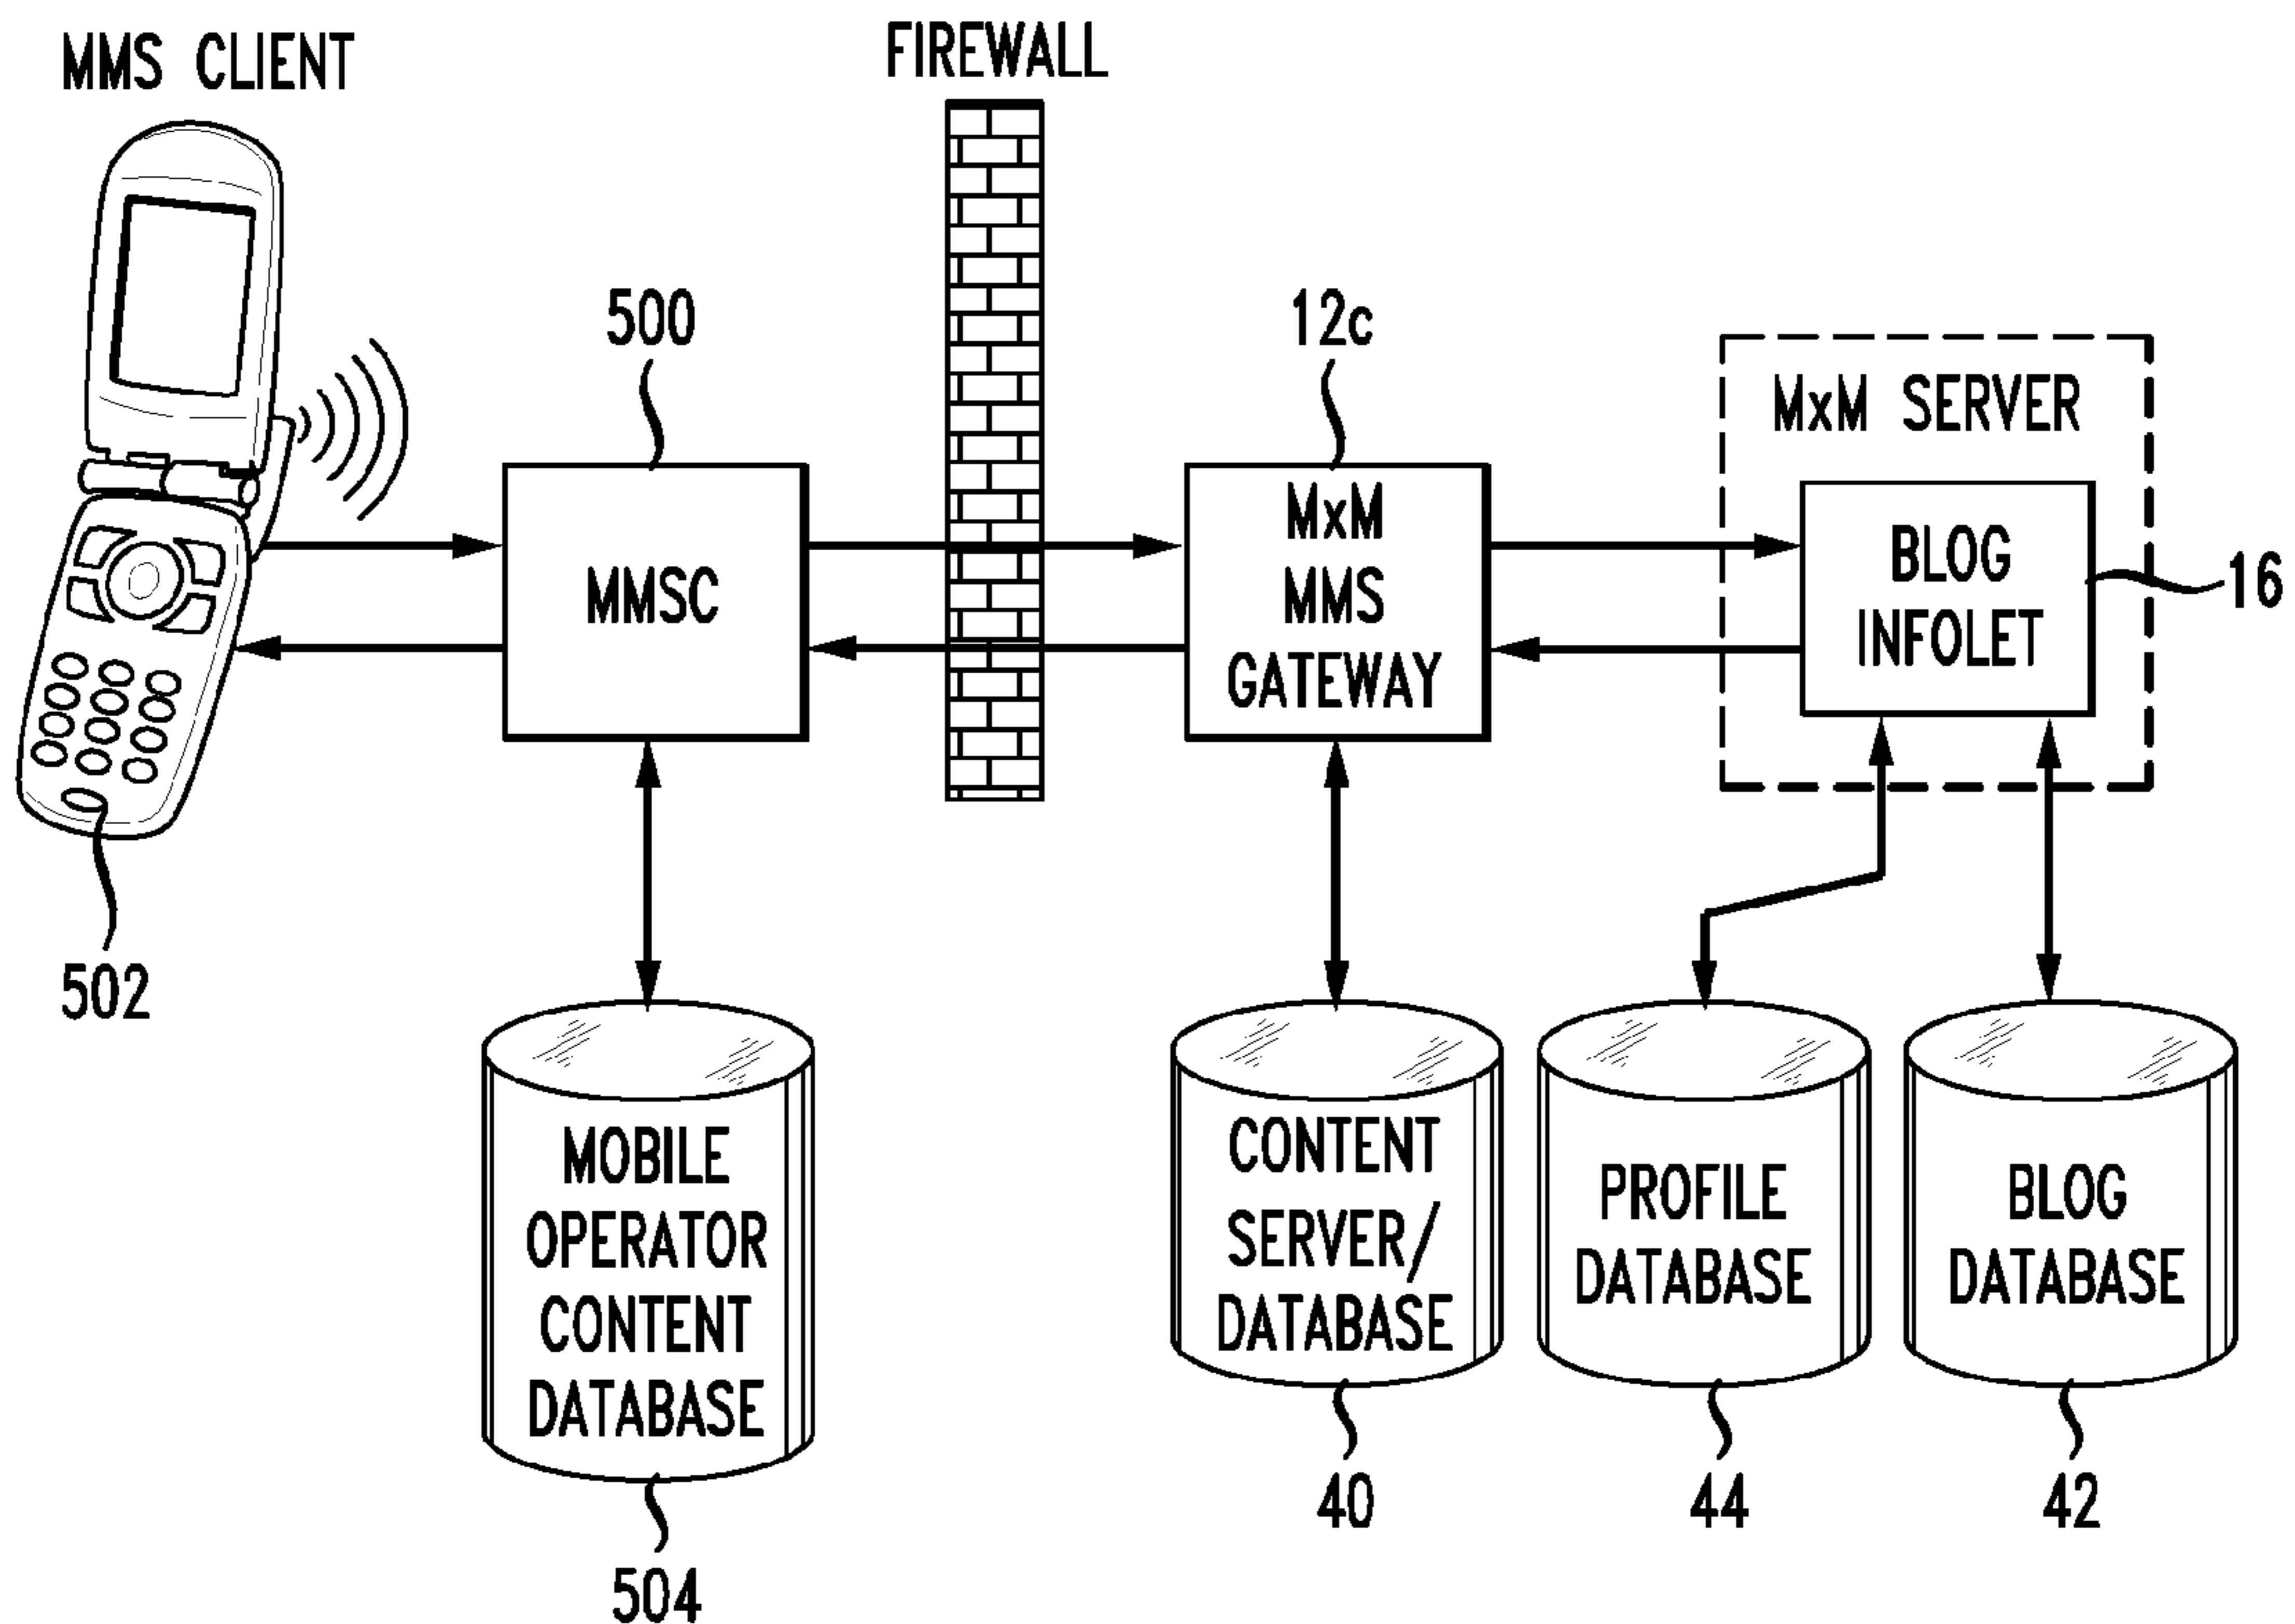 MMS CLIENT
FIREWALL
500
12c
MxM SERVER
MMSC
MxM
MMS
GATEWAY
BLOG
INFOLET
16
502
MOBILE
OPERATOR
CONTENT
DATABASE
CONTENT
SERVER/
DATABASE
PROFILE
DATABASE
BLOG
DATABASE
504
40
44
42